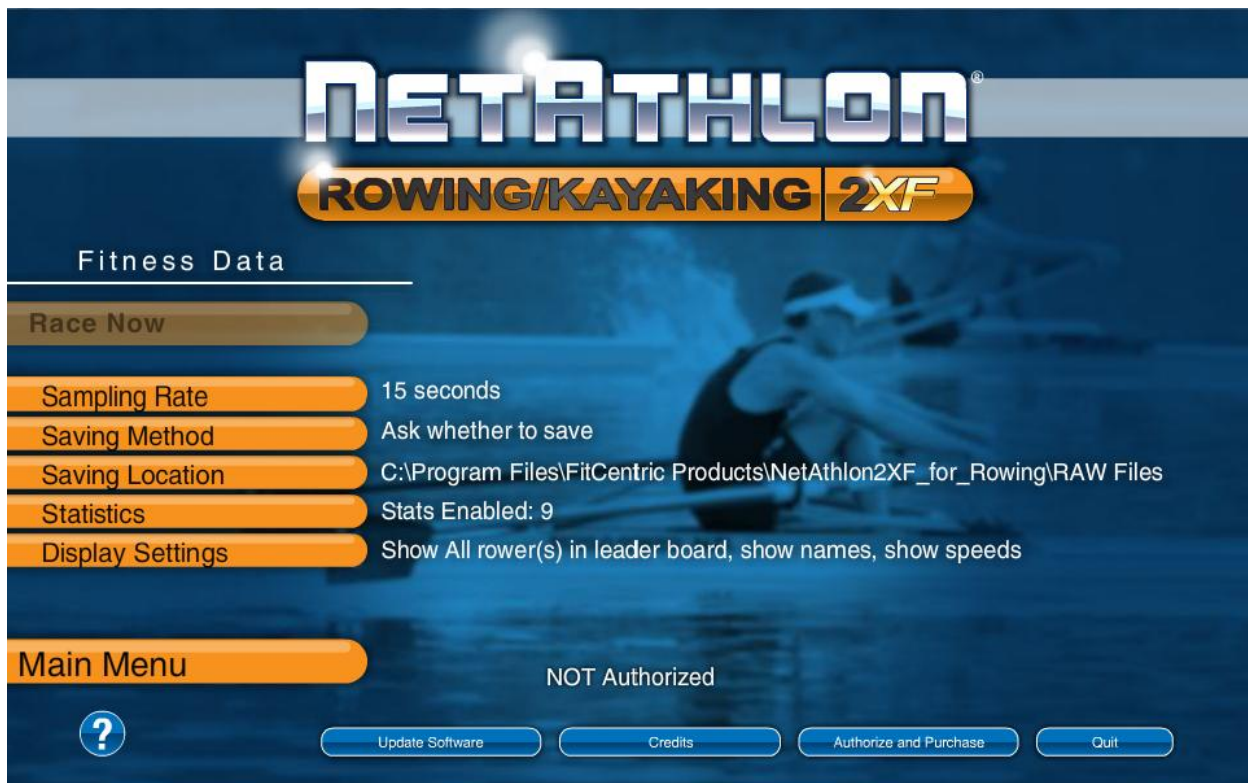 NETATHLON®
ROWING/KAYAKING 2XF
Fitness Data
Race Now
Sampling Rate 15 seconds
Saving Method Ask whether to save
Saving Location C:\Program Files\FitCentric Products\NetAthlon2XF_for_Rowing\RAW Files
Statistics Stats Enabled: 9
Display Settings Show All rower(s) in leader board, show names, show speeds
Main Menu
NOT Authorized
? Update Software Credits Authorize and Purchase Quit